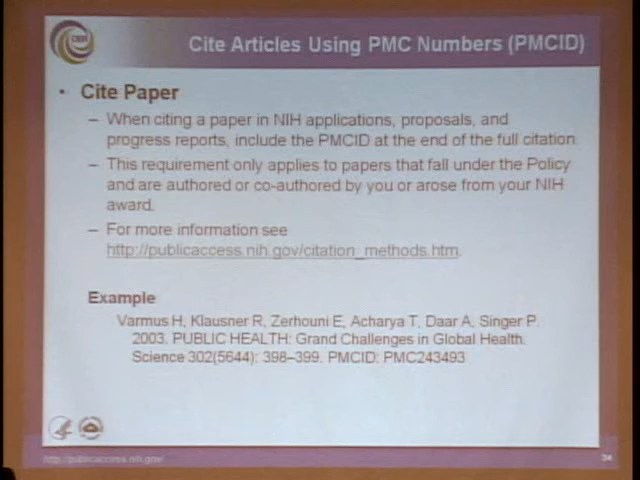 Cite Articles Using PMC Numbers (PMCID)
• Cite Paper
– When citing a paper in NIH applications, proposals, and
progress reports, include the PMCID at the end of the full citation
– This requirement only applies to papers that fall under the Policy
and are authored or co-authored by you or arose from your NIH
award.
– For more information see
http://publicaccess.nih.gov/citation_methods.htm.
Example
Varmus H, Klausner R, Zerhouni E, Acharya T, Daar A, Singer P.
2003. PUBLIC HEALTH: Grand Challenges in Global Health.
Science 302(5644): 398–399. PMCID: PMC243493
http://publicaccess.nih.gov/